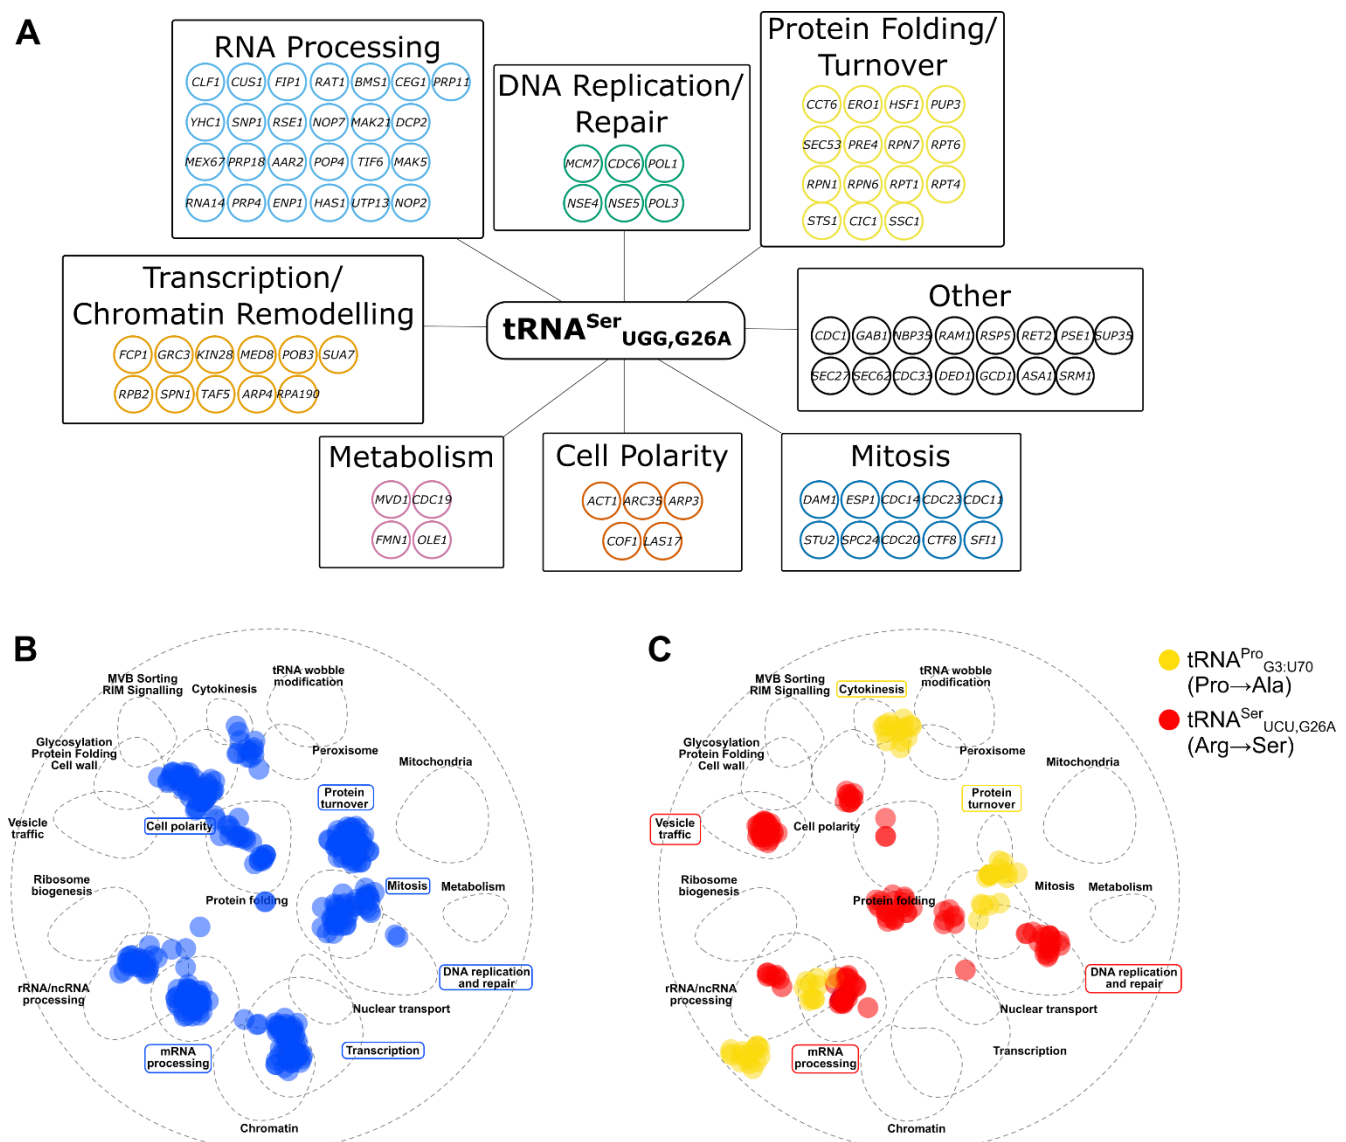 A
RNA Processing
CLF1 CUS1 FIP1 RAT1 BMS1 CEG1 PRP11
YHC1 SNP1 RSE1 NOP7 MAK21 DCP2
MEX67 PRP18 AAR2 POP4 TIF6 MAK5
RNA14 PRP4 ENP1 HAS1 UTP13 NOP2
DNA Replication/
Repair
MCM7 CDC6 POL1
NSE4 NSE5 POL3
Protein Folding/
Turnover
CCT6 ERO1 HSF1 PUP3
SEC53 PRE4 RPN7 RPT6
RPN1 RPN6 RPT1 RPT4
STS1 CIC1 SSC1
Transcription/
Chromatin Remodelling
FCP1 GRC3 KIN28 MED8 POB3 SUA7
RPB2 SPN1 TAF5 ARP4 RPA190
tRNA^Ser_UGG,G26A
Other
CDC1 GAB1 NBP35 RAM1 RSP5 RET2 PSE1 SUP35
SEC27 SEC62 CDC33 DED1 GCD1 ASA1 SRM1
Metabolism
MVD1 CDC19
FMN1 OLE1
Cell Polarity
ACT1 ARC35 ARP3
COF1 LAS17
Mitosis
DAM1 ESP1 CDC14 CDC23 CDC11
STU2 SPC24 CDC20 CTF8 SFI1
B
MVB Sorting
RIM Signalling
Cytokinesis
tRNA wobble
modification
Glycosylation
Protein Folding
Cell wall
Peroxisome
Mitochondria
Protein
turnover
Vesicle
traffic
Cell polarity
Ribosome
biogenesis
Protein folding
Mitosis
Metabolism
rRNA/ncRNA
processing
DNA replication
and repair
Nuclear transport
mRNA
processing
Transcription
Chromatin
C
MVB Sorting
RIM Signalling
Cytokinesis
tRNA wobble
modification
Glycosylation
Protein Folding
Cell wall
Peroxisome
Mitochondria
Protein
turnover
Vesicle
traffic
Cell polarity
Ribosome
biogenesis
Protein folding
Mitosis
Metabolism
rRNA/ncRNA
processing
DNA replication
and repair
Nuclear transport
mRNA
processing
Transcription
Chromatin
tRNA^Pro_G3:U70
(Pro→Ala)
tRNA^Ser_UCU,G26A
(Arg→Ser)